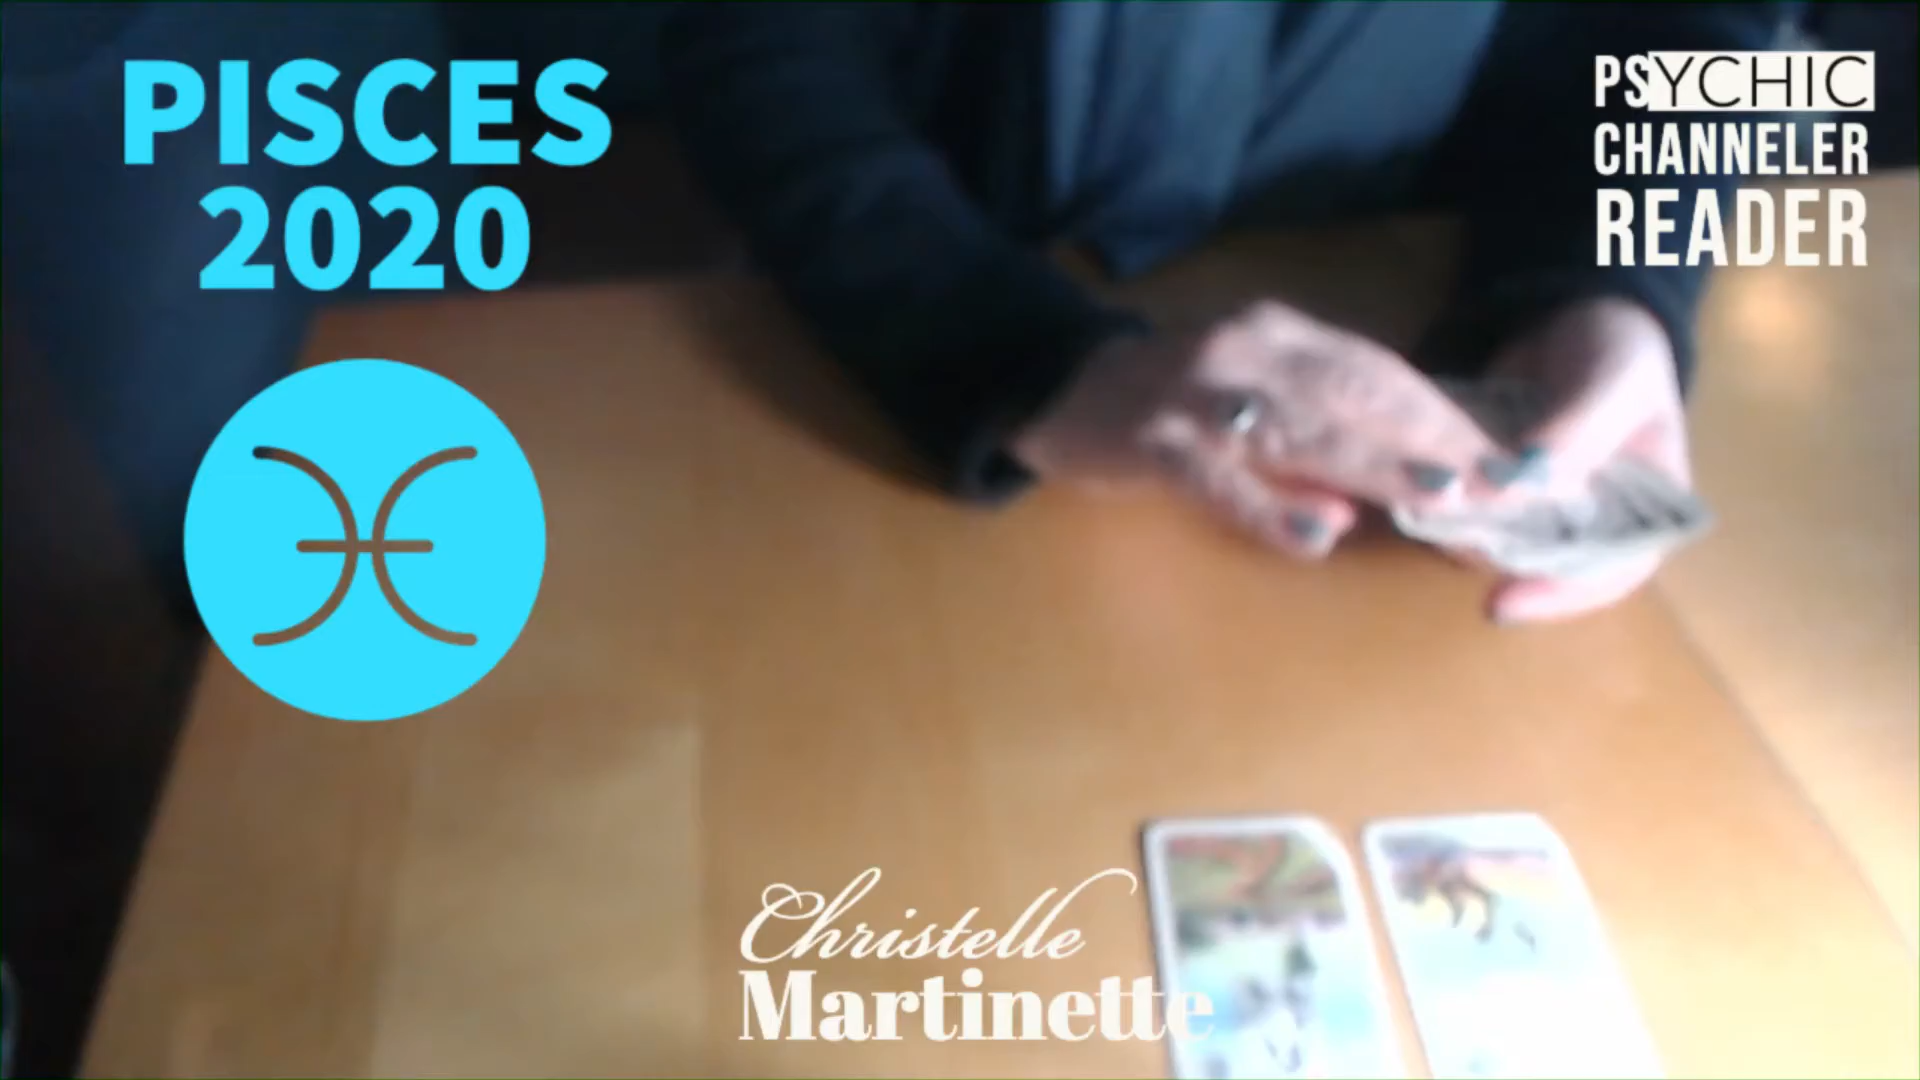 PISCES
2020
PSYCHIC
CHANNELER
READER
Christelle
Martinette